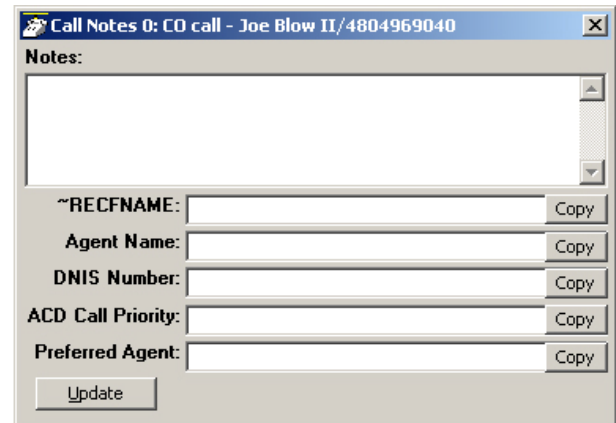 Call Notes 0: CO call - Joe Blow II/4804969040
Notes:
~RECFNAME: Copy
Agent Name: Copy
DNIS Number: Copy
ACD Call Priority: Copy
Preferred Agent: Copy
Update